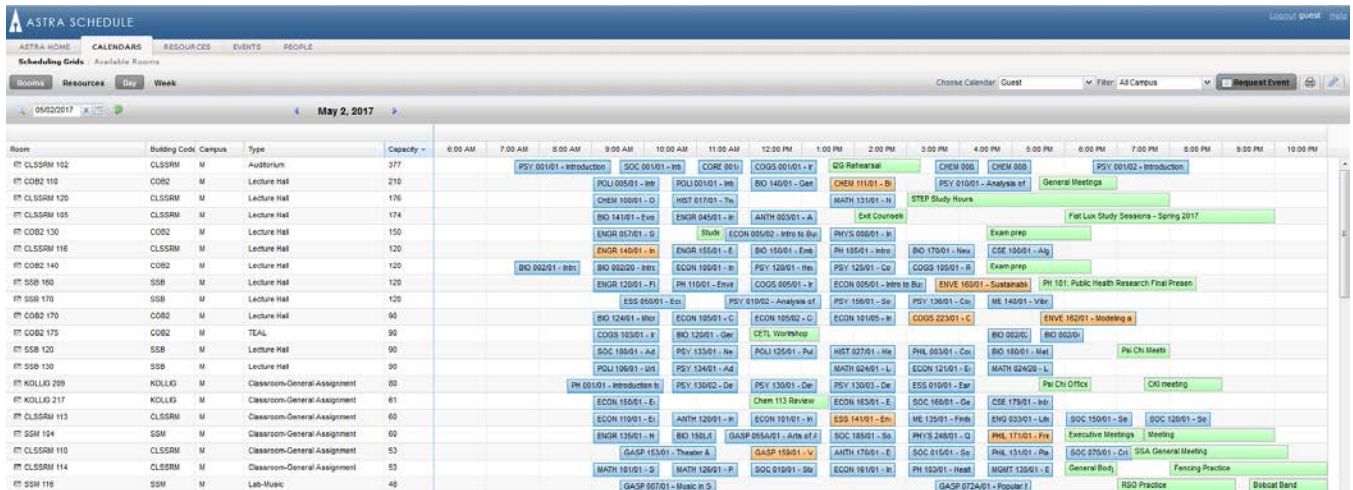 ASTRA SCHEDULE
Logout guest Help
ASTRA HOME CALENDARS RESOURCES EVENTS PEOPLE
Scheduling Grids Available Rooms
Rooms Resources Day Week Choose Calendar: Guest Filter: All Campus Request Event
05/02/2017 May 2, 2017
Room Building Code Campus Type Capacity 6:00 AM 7:00 AM 8:00 AM 9:00 AM 10:00 AM 11:00 AM 12:00 PM 1:00 PM 2:00 PM 3:00 PM 4:00 PM 5:00 PM 6:00 PM 7:00 PM 8:00 PM 9:00 PM 10:00 PM
CLSSRM 102 CLSSRM M Auditorium 377 PSY 001/01 - Introduction SOC 001/01 - Int CORE 001/ COGS 001/01 - Ir I2G Rehearsal CHEM 008 CHEM 008 PSY 001/02 - Introduction
COB2 110 COB2 M Lecture Hall 210 POLI 005/01 - Intr POLI 001/01 - Int BIO 140/01 - Gen CHEM 111/01 - Bi PSY 010/01 - Analysis of General Meetings
CLSSRM 120 CLSSRM M Lecture Hall 176 CHEM 100/01 - O HIST 017/01 - Tw MATH 131/01 - N STEP Study Hours
CLSSRM 105 CLSSRM M Lecture Hall 174 BIO 141/01 - Evo ENGR 045/01 - In ANTH 003/01 - A Exit Counseli Fiat Lux Study Sessions - Spring 2017
COB2 130 COB2 M Lecture Hall 150 ENGR 057/01 - S Stude ECON 005/02 - Intro to Bu PHYS 008/01 - In Exam prep
CLSSRM 116 CLSSRM M Lecture Hall 120 ENGR 140/01 - In ENGR 155/01 - E BIO 150/01 - Emb PH 105/01 - Intro BIO 170/01 - Neu CSE 100/01 - Alg
COB2 140 COB2 M Lecture Hall 120 BIO 002/01 - Intro BIO 002/20 - Intro ECON 100/01 - In PSY 120/01 - Hea PSY 125/01 - Co COGS 105/01 - R Exam prep
SSB 160 SSB M Lecture Hall 120 ENGR 120/01 - Fl PH 110/01 - Envir COGS 005/01 - Ir ECON 005/01 - Intro to Bu ENVE 160/01 - Sustainabl PH 181: Public Health Research Final Presen
SSB 170 SSB M Lecture Hall 120 ESS 050/01 - Eco PSY 010/02 - Analysis of PSY 156/01 - So PSY 136/01 - Co ME 140/01 - Vibr
COB2 170 COB2 M Lecture Hall 90 BIO 124/01 - Micr ECON 105/01 - C ECON 105/02 - C ECON 101/05 - In COGS 223/01 - C ENVE 162/01 - Modeling a
COB2 175 COB2 M TEAL 90 COGS 103/01 - Ir BIO 120/01 - Ger CETL Workshop BIO 002/0 BIO 002/0
SSB 120 SSB M Lecture Hall 90 SOC 180/01 - Ad PSY 133/01 - Ne POLI 125/01 - Pul HIST 027/01 - His PHIL 003/01 - Con BIO 180/01 - Mat Psi Chi Meeti
SSB 130 SSB M Lecture Hall 90 POLI 106/01 - Urb PSY 134/01 - Ad MATH 024/01 - L ECON 121/01 - E MATH 024/20 - L
KOLLIG 209 KOLLIG M Classroom-General Assignment 80 PH 001/01 - Introduction to PSY 130/02 - De PSY 130/01 - De PSY 130/03 - De ESS 010/01 - Ear Psi Chi Office CKI meeting
KOLLIG 217 KOLLIG M Classroom-General Assignment 61 ECON 150/01 - E Chem 113 Review ECON 163/01 - E SOC 160/01 - Ge CSE 179/01 - Intr
CLSSRM 113 CLSSRM M Classroom-General Assignment 60 ECON 110/01 - E ANTH 120/01 - In ECON 101/01 - In ESS 141/01 - Env ME 135/01 - Finite ENG 033/01 - Lite SOC 150/01 - Se SOC 120/01 - Se
SSM 104 SSM M Classroom-General Assignment 60 ENGR 135/01 - H BIO 150L/ GASP 055A/01 - Arts of A SOC 185/01 - So PHYS 248/01 - Q PHIL 171/01 - Fre Executive Meetings Meeting
CLSSRM 110 CLSSRM M Classroom-General Assignment 53 GASP 153/01 - Theater & GASP 159/01 - V ANTH 170/01 - E SOC 015/01 - So PHIL 131/01 - Pla SOC 070/01 - Cri SSA General Meeting
CLSSRM 114 CLSSRM M Classroom-General Assignment 53 MATH 181/01 - S MATH 126/01 - P SOC 010/01 - Sta ECON 161/01 - In PH 103/01 - Healt MGMT 135/01 - E General Body Fencing Practice
SSM 116 SSM M Lab-Music 40 GASP 007/01 - Music in S GASP 072A/01 - Popular M RSO Practice Bobcat Band